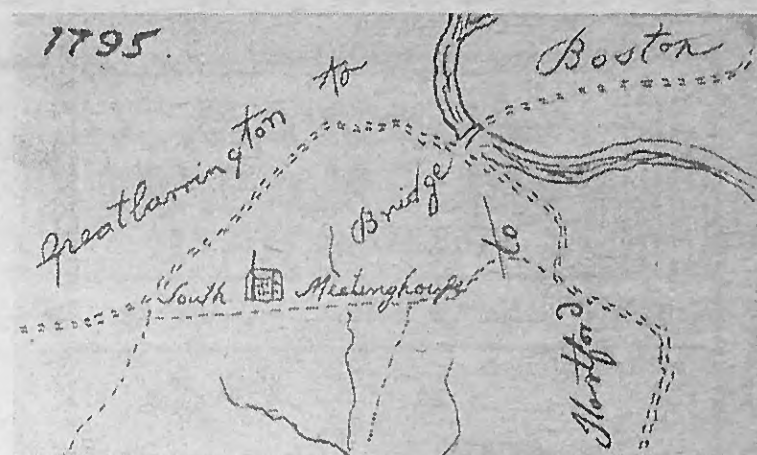 1795.
Greatbarrington to
Boston
Bridge
to
Hartford
South Meetinghouse